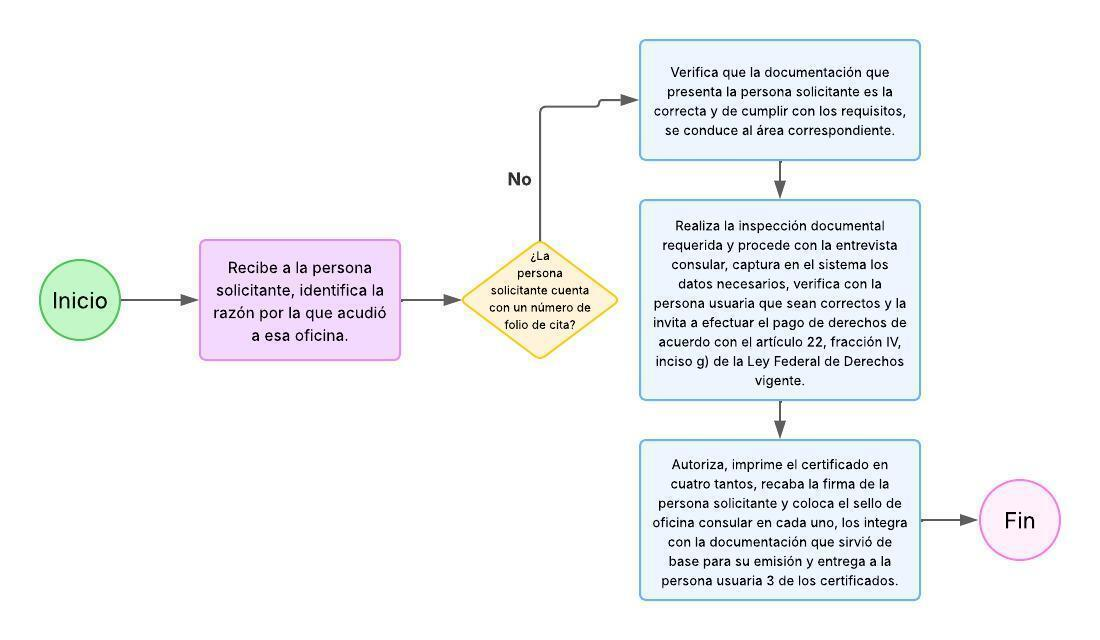 Inicio
Recibe a la persona
solicitante, identifica la
razón por la que acudió
a esa oficina.
¿La
persona
solicitante cuenta
con un número de
folio de cita?
No
Verifica que la documentación que
presenta la persona solicitante es la
correcta y de cumplir con los requisitos,
se conduce al área correspondiente.
Realiza la inspección documental
requerida y procede con la entrevista
consular, captura en el sistema los
datos necesarios, verifica con la
persona usuaria que sean correctos y la
invita a efectuar el pago de derechos de
acuerdo con el artículo 22, fracción IV,
inciso g) de la Ley Federal de Derechos
vigente.
Autoriza, imprime el certificado en
cuatro tantos, recaba la firma de la
persona solicitante y coloca el sello de
oficina consular en cada uno, los integra
con la documentación que sirvió de
base para su emisión y entrega a la
persona usuaria 3 de los certificados.
Fin